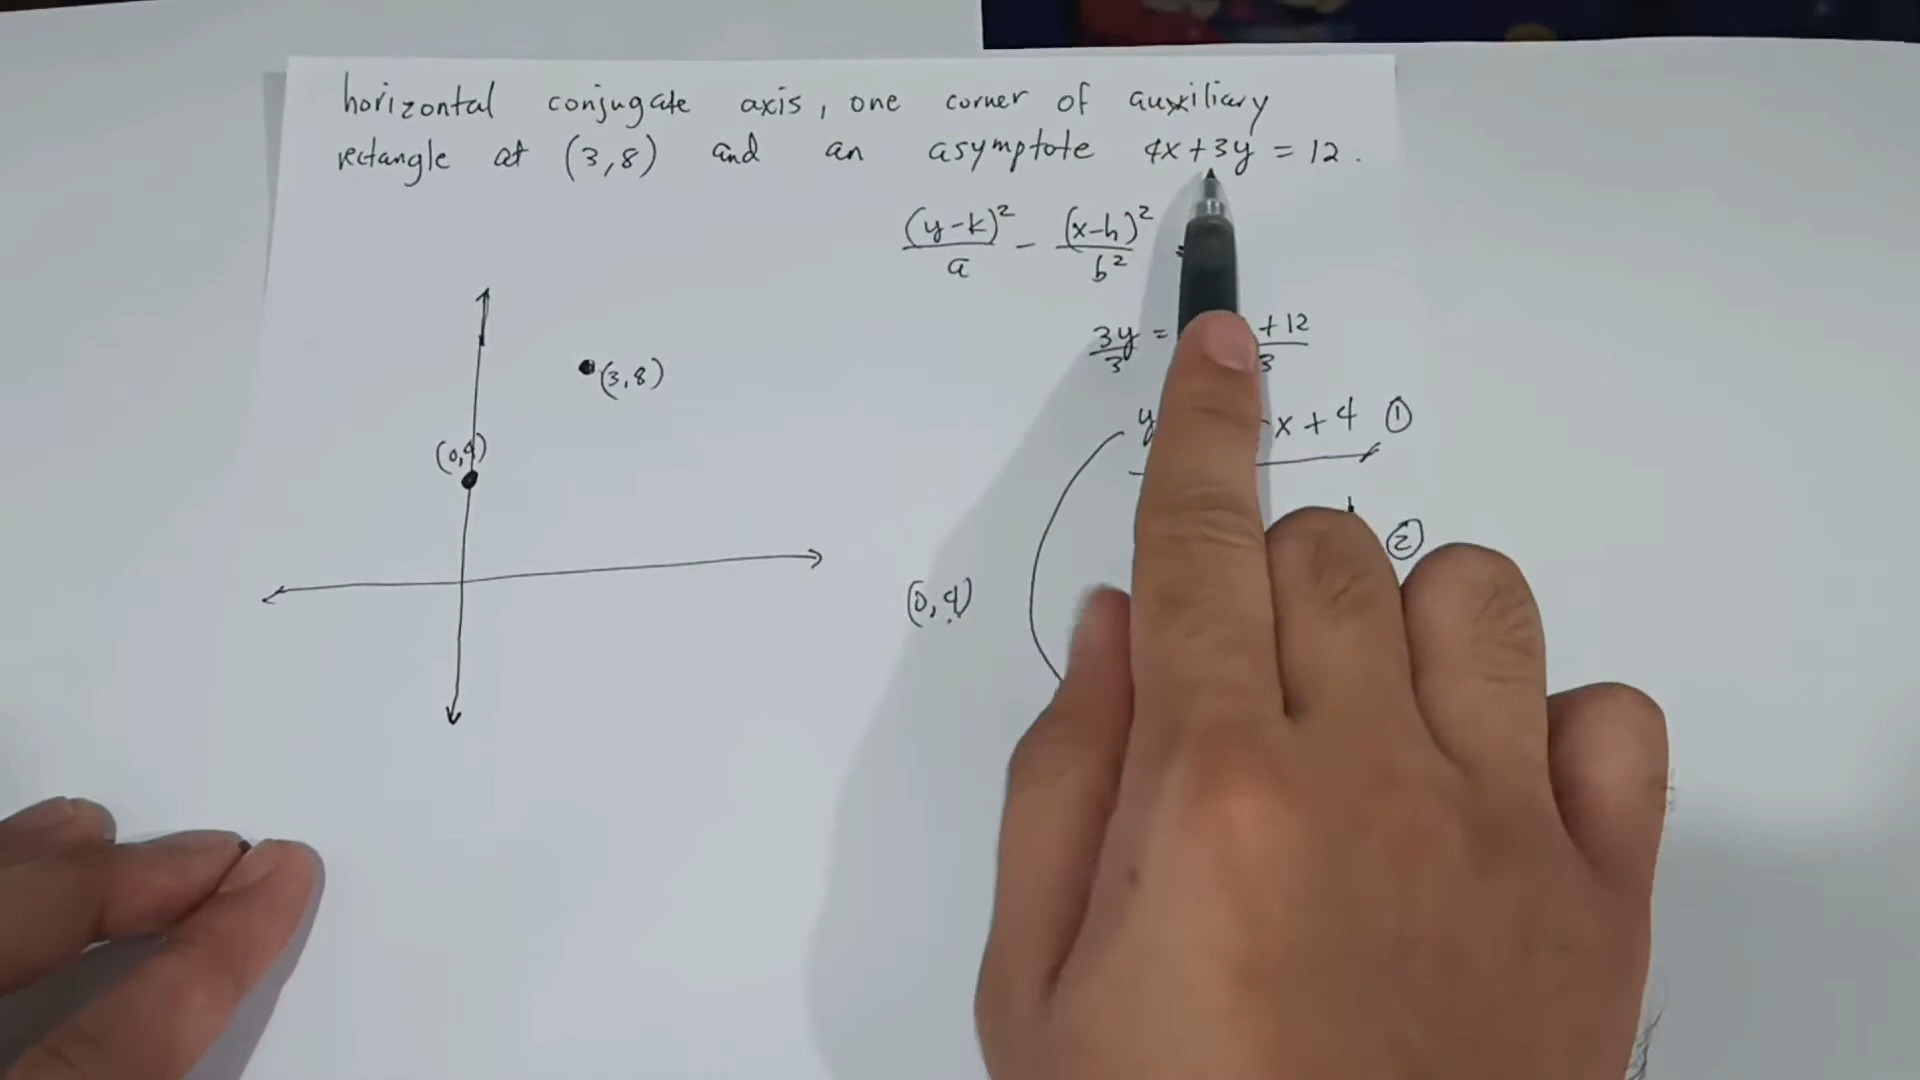 horizontal conjugate axis, one corner of auxiliary
rectangle at (3,8) and an asymptote 4x+3y = 12.
(y-k)²/a - (x-h)²/b² =
3y/3 = +12/3
y x+4 ①
②
(3,8)
(0,4)
(0,4)